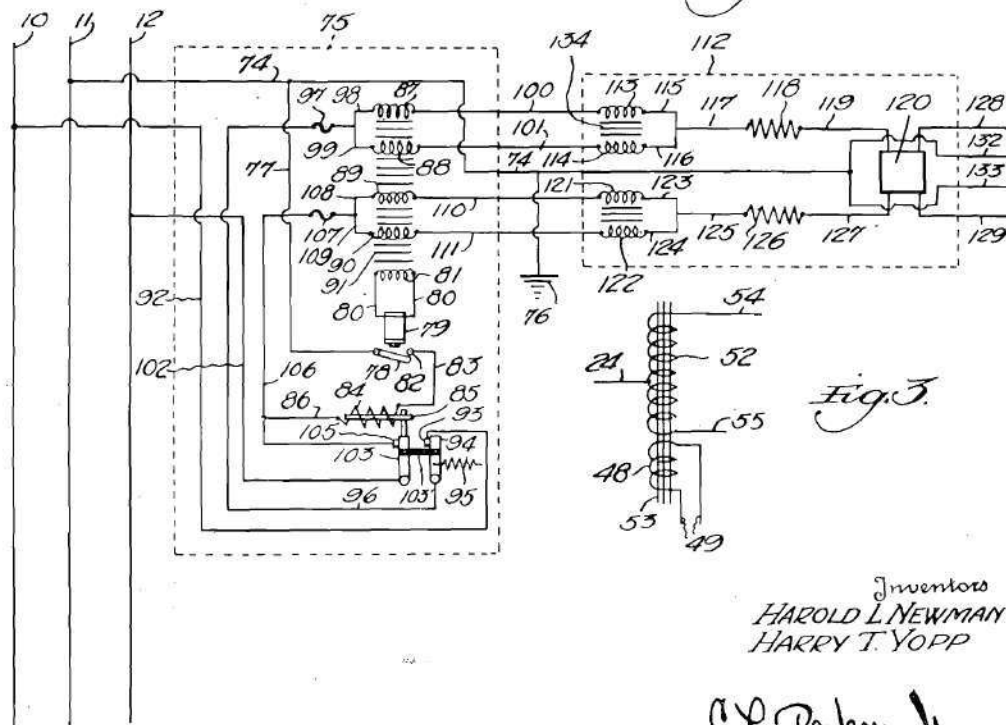 10 11 12 75 112
74 134 113 115 117 118 119 120 128
97 98 87 100
99 101 132
88 74 114 116 133
77 89 121 123
108 110
107 125 126 127 129
109 90 111 124
91 81 122
92 80 80 76
79 54
78 82 83 52
102 106 84 85 24
86 93 Fig. 3.
105 94 55
103 103' 95 48
96
53 49
Inventors
HAROLD L. NEWMAN
HARRY T. YOPP